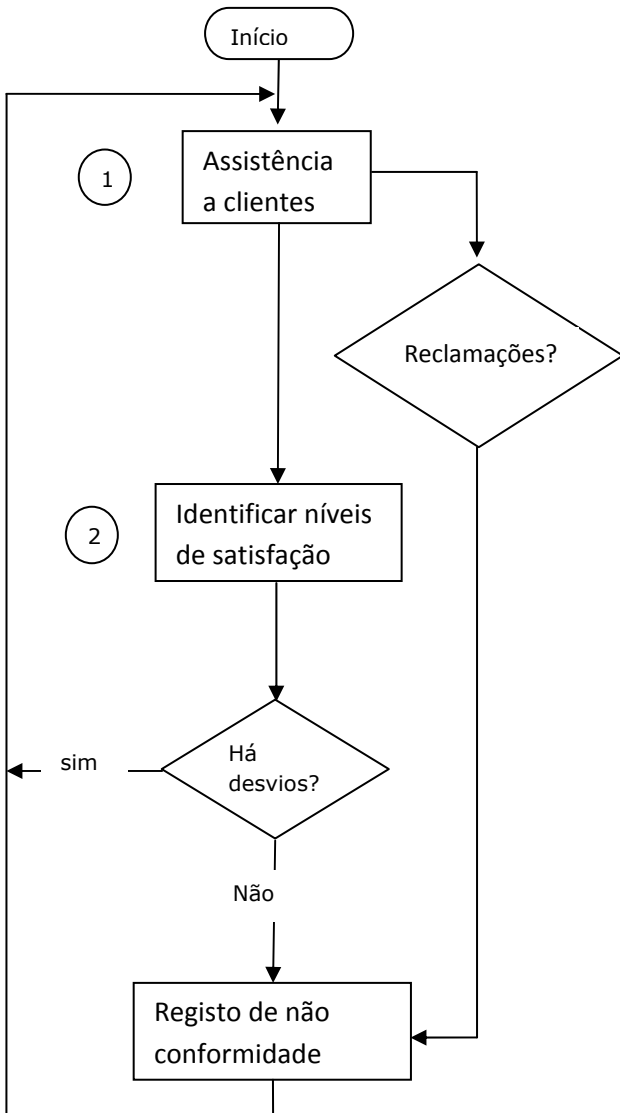 Início
1
Assistência
a clientes
Reclamações?
2
Identificar níveis
de satisfação
Há
desvios?
sim
Não
Registo de não
conformidade